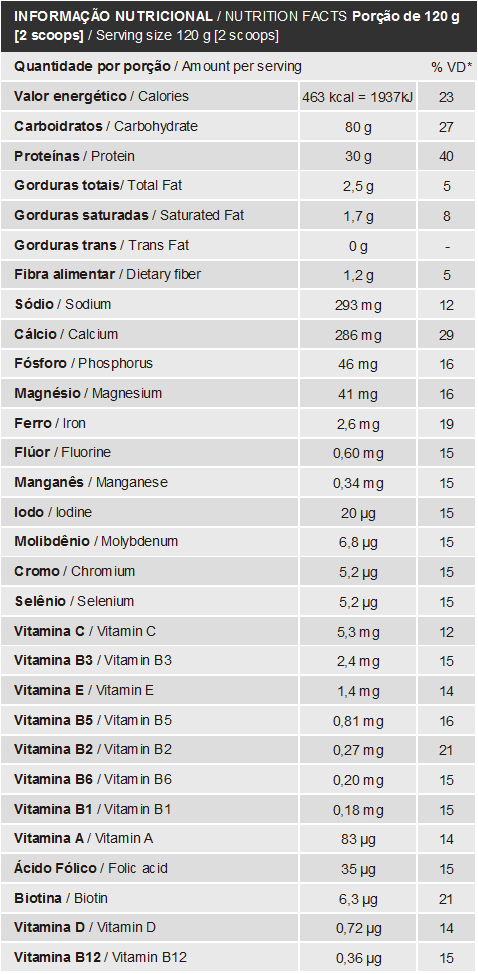 INFORMAÇÃO NUTRICIONAL / NUTRITION FACTS Porção de 120 g
[2 scoops] / Serving size 120 g [2 scoops]
Quantidade por porção / Amount per serving % VD*
Valor energético / Calories 463 kcal = 1937kJ 23
Carboidratos / Carbohydrate 80 g 27
Proteínas / Protein 30 g 40
Gorduras totais/ Total Fat 2,5 g 5
Gorduras saturadas / Saturated Fat 1,7 g 8
Gorduras trans / Trans Fat 0 g -
Fibra alimentar / Dietary fiber 1,2 g 5
Sódio / Sodium 293 mg 12
Cálcio / Calcium 286 mg 29
Fósforo / Phosphorus 46 mg 16
Magnésio / Magnesium 41 mg 16
Ferro / Iron 2,6 mg 19
Flúor / Fluorine 0,60 mg 15
Manganês / Manganese 0,34 mg 15
Iodo / Iodine 20 µg 15
Molibdênio / Molybdenum 6,8 µg 15
Cromo / Chromium 5,2 µg 15
Selênio / Selenium 5,2 µg 15
Vitamina C / Vitamin C 5,3 mg 12
Vitamina B3 / Vitamin B3 2,4 mg 15
Vitamina E / Vitamin E 1,4 mg 14
Vitamina B5 / Vitamin B5 0,81 mg 16
Vitamina B2 / Vitamin B2 0,27 mg 21
Vitamina B6 / Vitamin B6 0,20 mg 15
Vitamina B1 / Vitamin B1 0,18 mg 15
Vitamina A / Vitamin A 83 µg 14
Ácido Fólico / Folic acid 35 µg 15
Biotina / Biotin 6,3 µg 21
Vitamina D / Vitamin D 0,72 µg 14
Vitamina B12 / Vitamin B12 0,36 µg 15